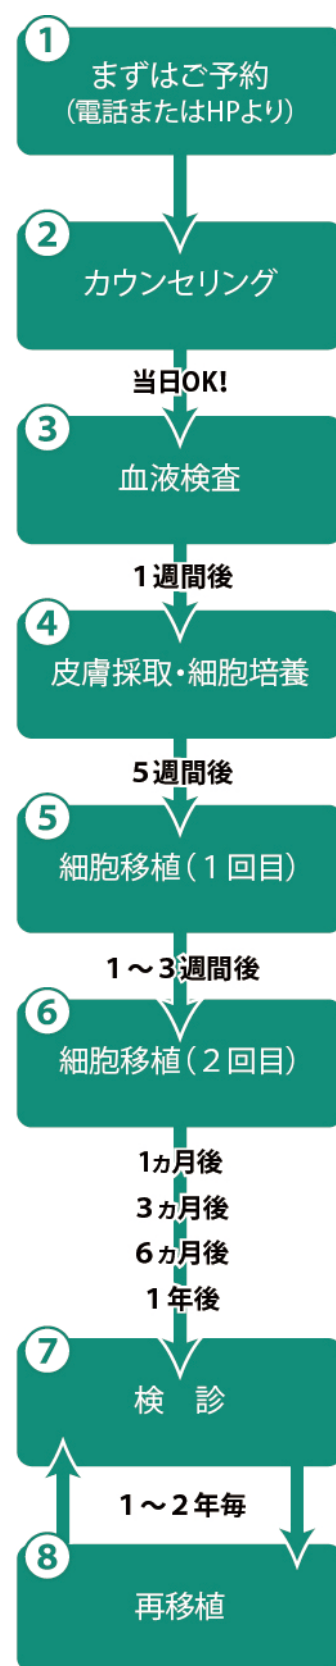 1
まずはご予約
(電話またはHPより)
2
カウンセリング
当日OK!
3
血液検査
1週間後
4
皮膚採取・細胞培養
5週間後
5
細胞移植(1回目)
1～3週間後
6
細胞移植(2回目)
1ヵ月後
3ヵ月後
6ヵ月後
1年後
7
検　診
1～2年毎
8
再移植